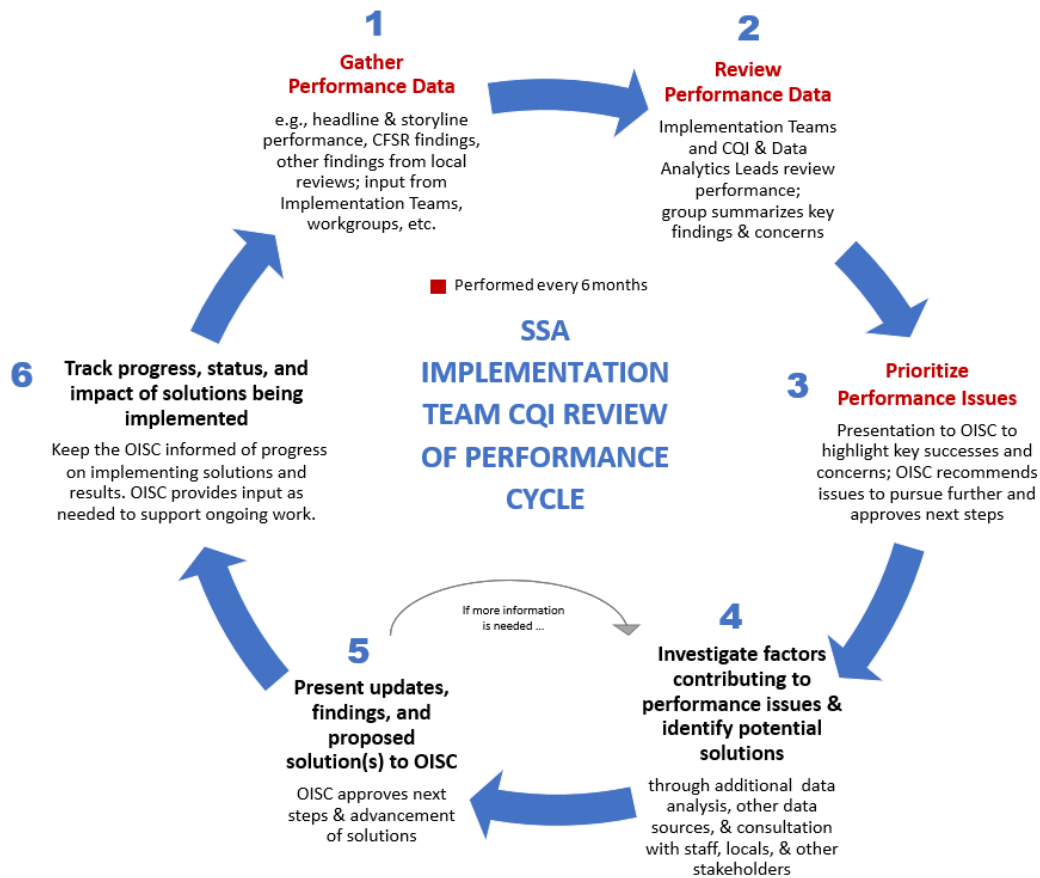 1
Gather
Performance Data
e.g., headline & storyline
performance, CFSR findings,
other findings from local
reviews; input from
Implementation Teams,
workgroups, etc.
2
Review
Performance Data
Implementation Teams
and CQI & Data
Analytics Leads review
performance;
group summarizes key
findings & concerns
Performed every 6 months
SSA
IMPLEMENTATION
TEAM CQI REVIEW
OF PERFORMANCE
CYCLE
3
Prioritize
Performance Issues
Presentation to OISC to
highlight key successes and
concerns; OISC recommends
issues to pursue further and
approves next steps
4
Investigate factors
contributing to
performance issues &
identify potential
solutions
through additional data
analysis, other data
sources, & consultation
with staff, locals, & other
stakeholders
If more information
is needed ...
5
Present updates,
findings, and
proposed
solution(s) to OISC
OISC approves next
steps & advancement
of solutions
6
Track progress, status, and
impact of solutions being
implemented
Keep the OISC informed of progress
on implementing solutions and
results. OISC provides input as
needed to support ongoing work.